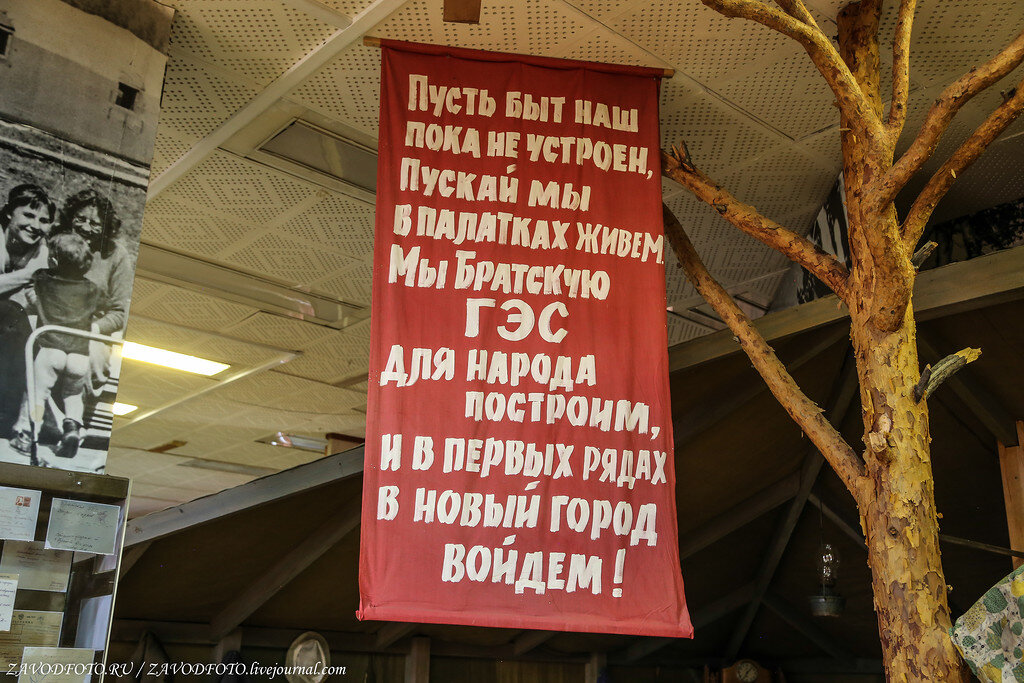 Пусть быт наш
пока не устроен,
Пускай мы
в палатках живем.
Мы Братскую
ГЭС
для народа
построим,
и в первых рядах
в новый город
войдем!
ZAVODFOTO.RU / ZAVODFOTO.livejournal.com/